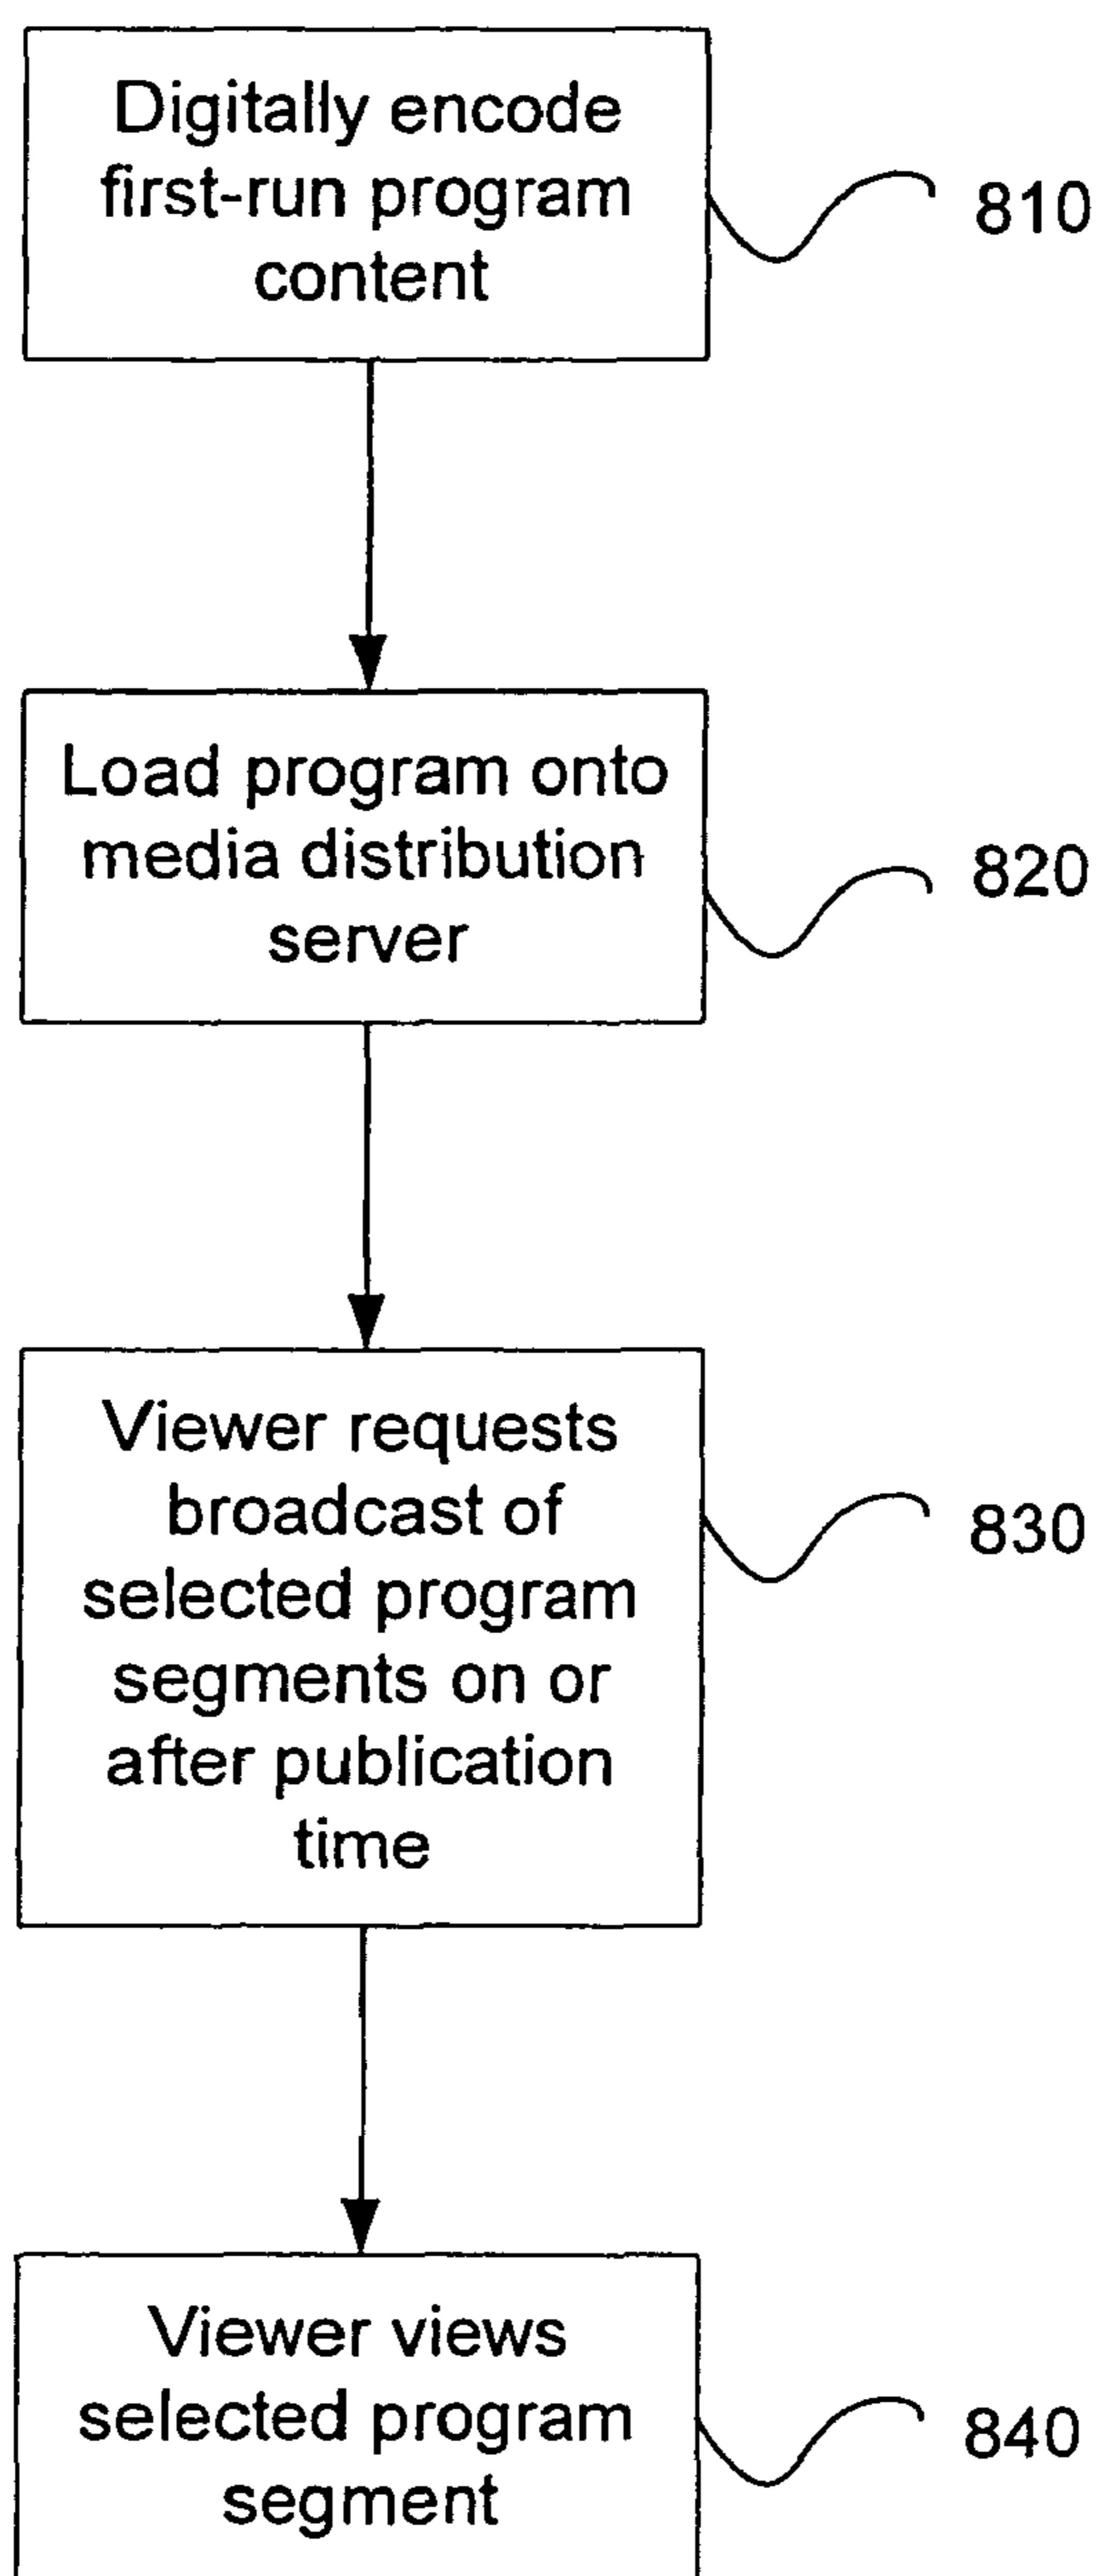 Digitally encode
first-run program
content
810
Load program onto
media distribution
server
820
Viewer requests
broadcast of
selected program
segments on or
after publication
time
830
Viewer views
selected program
segment
840